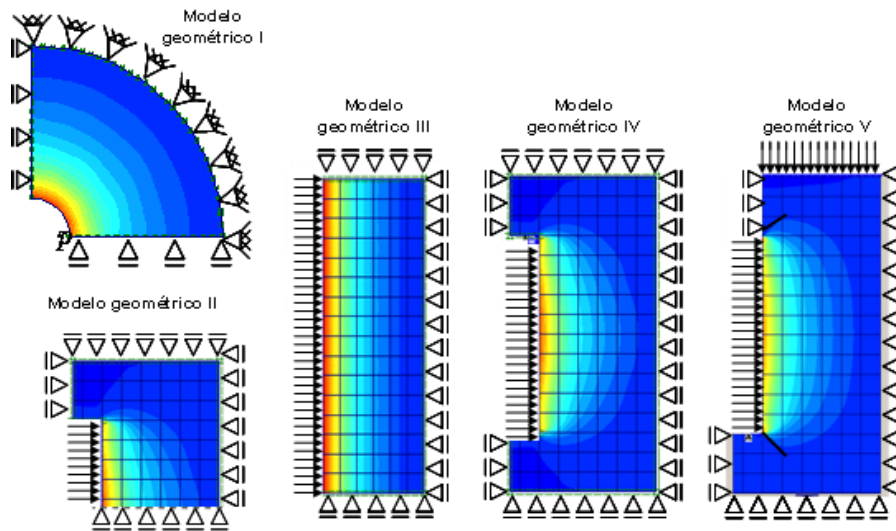 Modelo
geométrico I
p
Modelo geométrico II
Modelo
geométrico III
Modelo
geométrico IV
Modelo
geométrico V